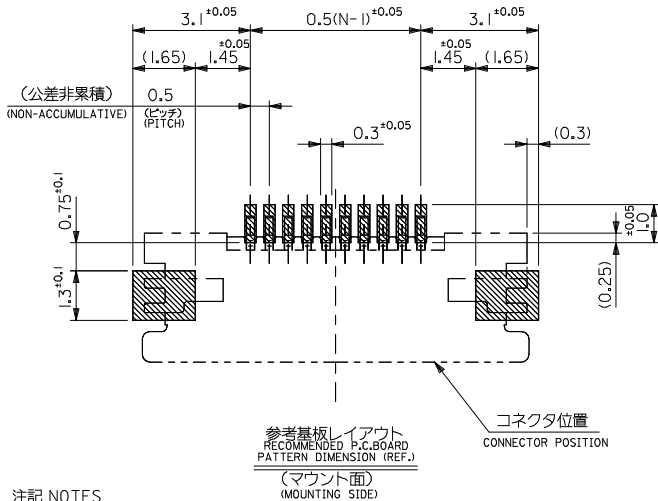 3.1±0.05 0.5(N-1) 3.1±0.05
(1.65) 1.45±0.05 1.45±0.05 (1.65)
(公差非累積) 0.5
(NON-ACCUMULATIVE) (ピッチ)
(PITCH)
0.3±0.05 (0.3)
0.75±0.1
1.3±0.1
1.0±0.05
(0.25)
コネクタ位置
CONNECTOR POSITION
参考基板レイアウト
RECOMMENDED P.C.BOARD
PATTERN DIMENSION (REF.)
(マウント面)
(MOUNTING SIDE)
注記 NOTES